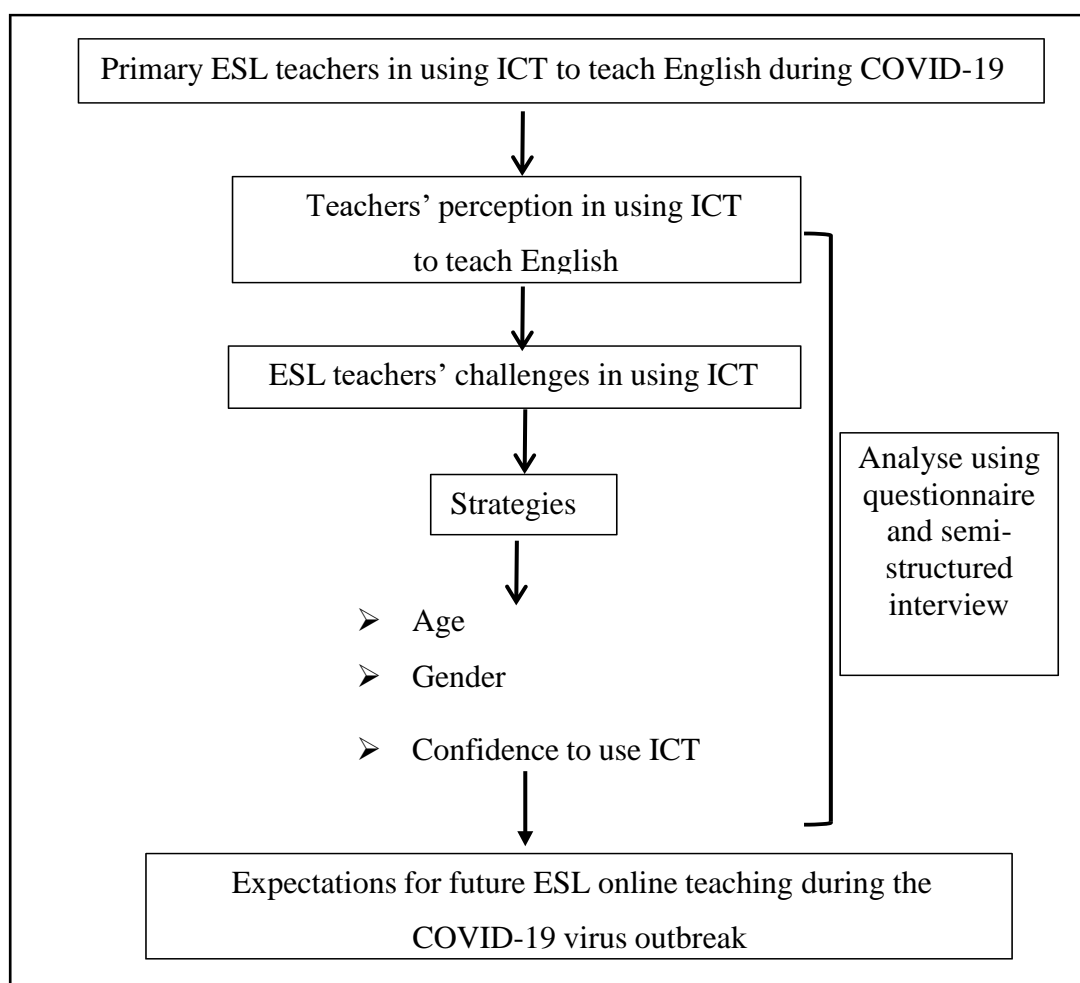 Primary ESL teachers in using ICT to teach English during COVID-19
Teachers’ perception in using ICT
to teach English
ESL teachers’ challenges in using ICT
Strategies
➢ Age
➢ Gender
➢ Confidence to use ICT
Analyse using
questionnaire
and semi-
structured
interview
Expectations for future ESL online teaching during the
COVID-19 virus outbreak